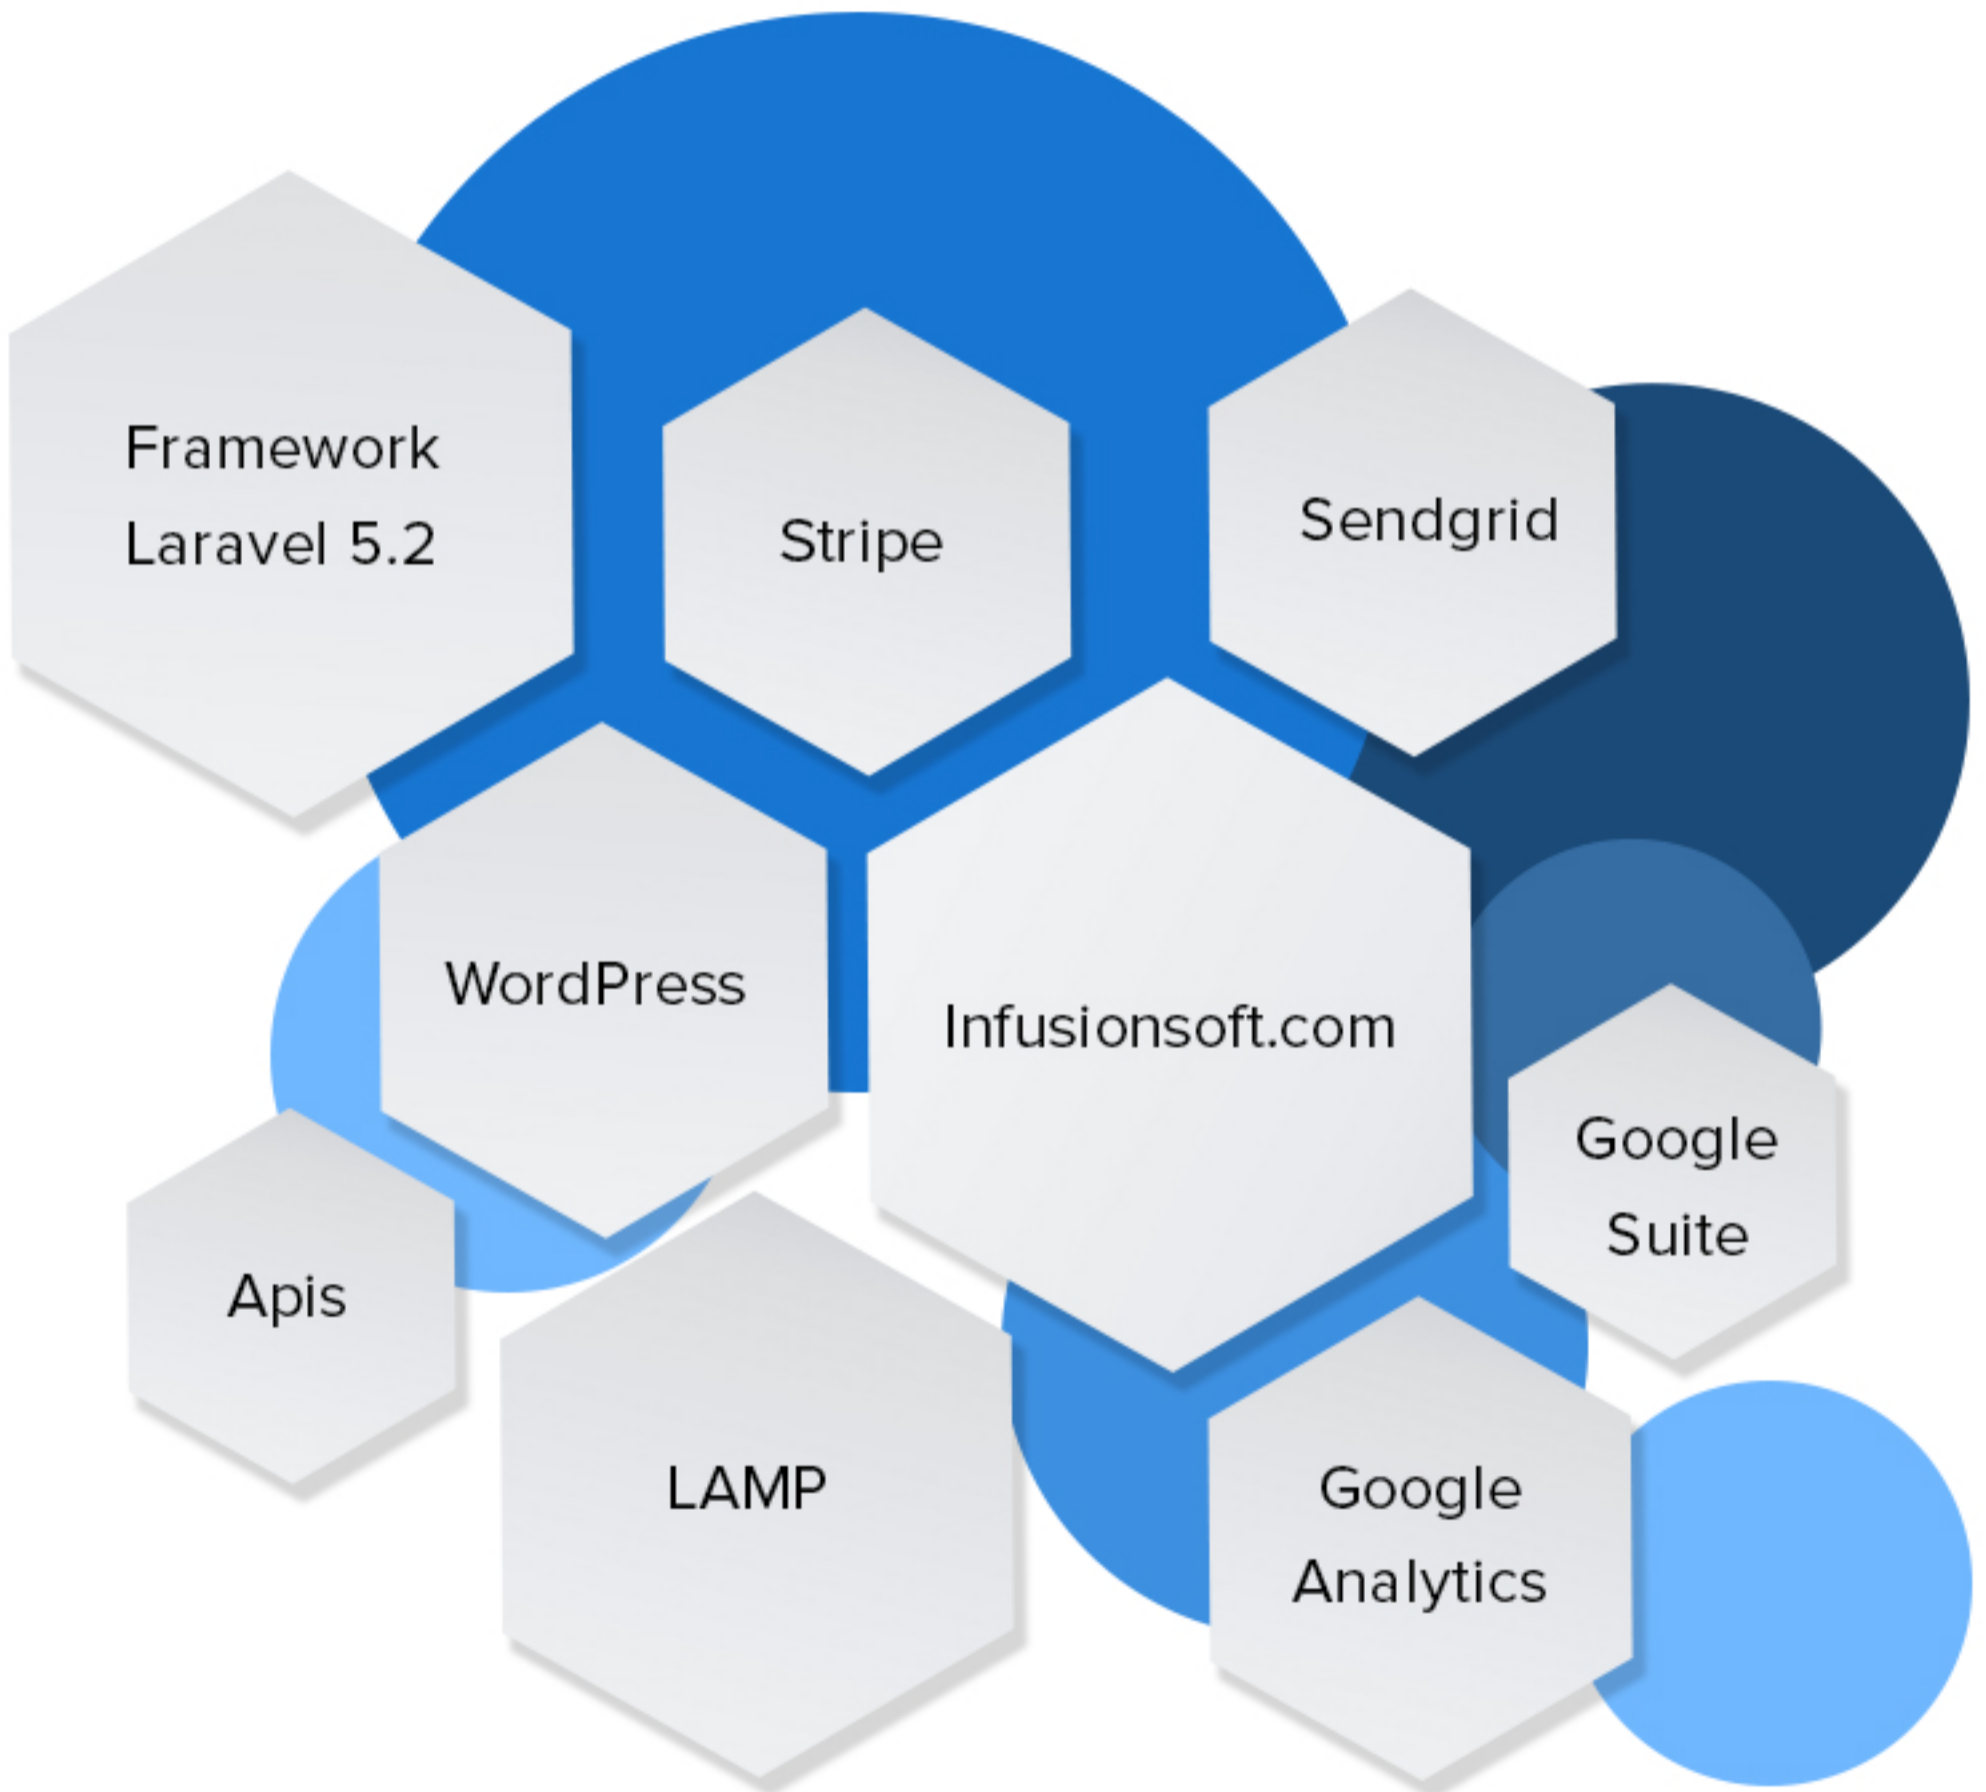 Framework
Laravel 5.2
Stripe
Sendgrid
WordPress
Infusionsoft.com
Google
Suite
Apis
LAMP
Google
Analytics